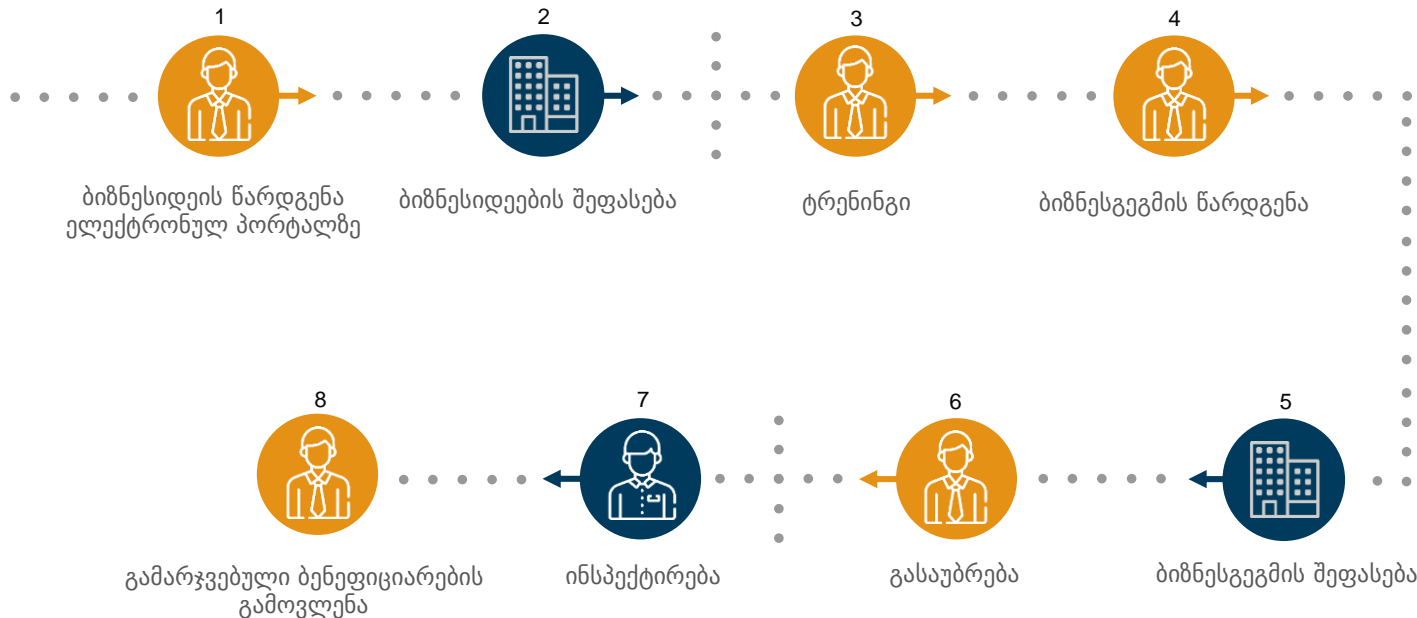 1
ბიზნესიდეის წარდგენა
ელექტრონულ პორტალზე
2
ბიზნესიდეების შეფასება
3
ტრენინგი
4
ბიზნესგეგმის წარდგენა
5
ბიზნესგეგმის შეფასება
6
გასაუბრება
7
ინსპექტირება
8
გამარჯვებული ბენეფიციარების
გამოვლენა